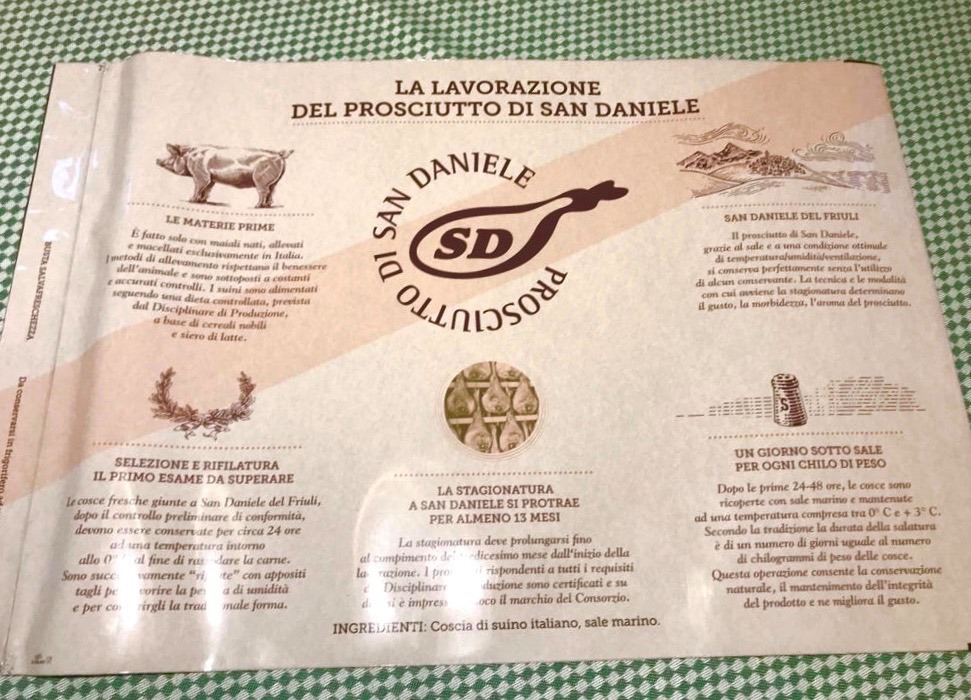 LA LAVORAZIONE
DEL PROSCIUTTO DI SAN DANIELE
LE MATERIE PRIME
È fatto solo con maiali nati, allevati
e macellati esclusivamente in Italia.
I metodi di allevamento rispettano il benessere
dell'animale e sono sottoposti a costanti
e accurati controlli. I suini sono alimentati
seguendo una dieta controllata, prevista
dal Disciplinare di Produzione,
a base di cereali nobili
e siero di latte.
PROSCIUTTO DI SAN DANIELE
SD
SAN DANIELE DEL FRIULI
Il prosciutto di San Daniele,
grazie al sale e a una condizione ottimale
di temperatura/umidità/ventilazione,
si conserva perfettamente senza l'utilizzo
di alcun conservante. La tecnica e le modalità
con cui avviene la stagionatura determinano
il gusto, la morbidezza, l'aroma del prosciutto.
SELEZIONE E RIFILATURA
IL PRIMO ESAME DA SUPERARE
Le cosce fresche giunte a San Daniele del Friuli,
dopo il controllo preliminare di conformità,
devono essere conservate per circa 24 ore
ad una temperatura intorno
allo al fine di rassodare la carne.
Sono con appositi
tagli di umidità
e per forma.
LA STAGIONATURA
A SAN DANIELE SI PROTRAE
PER ALMENO 13 MESI
La stagionatura deve prolungarsi fino
al compimento dall'inizio della
I rispondenti a tutti i requisiti
Disciplinare sono certificati e su
è il marchio del Consorzio.
UN GIORNO SOTTO SALE
PER OGNI CHILO DI PESO
Dopo le prime 24-48 ore, le cosce sono
ricoperte con sale marino e mantenute
ad una temperatura compresa tra 0° C e + 3° C.
Secondo la tradizione la durata della salatura
è di un numero di giorni uguale al numero
di chilogrammi di peso delle cosce.
Questa operazione consente la conservazione
naturale, il mantenimento dell'integrità
del prodotto e ne migliora il gusto.
INGREDIENTI: Coscia di suino italiano, sale marino.
BUSTA SALVAFRESCHEZZA
Da conservarsi in frigorifero